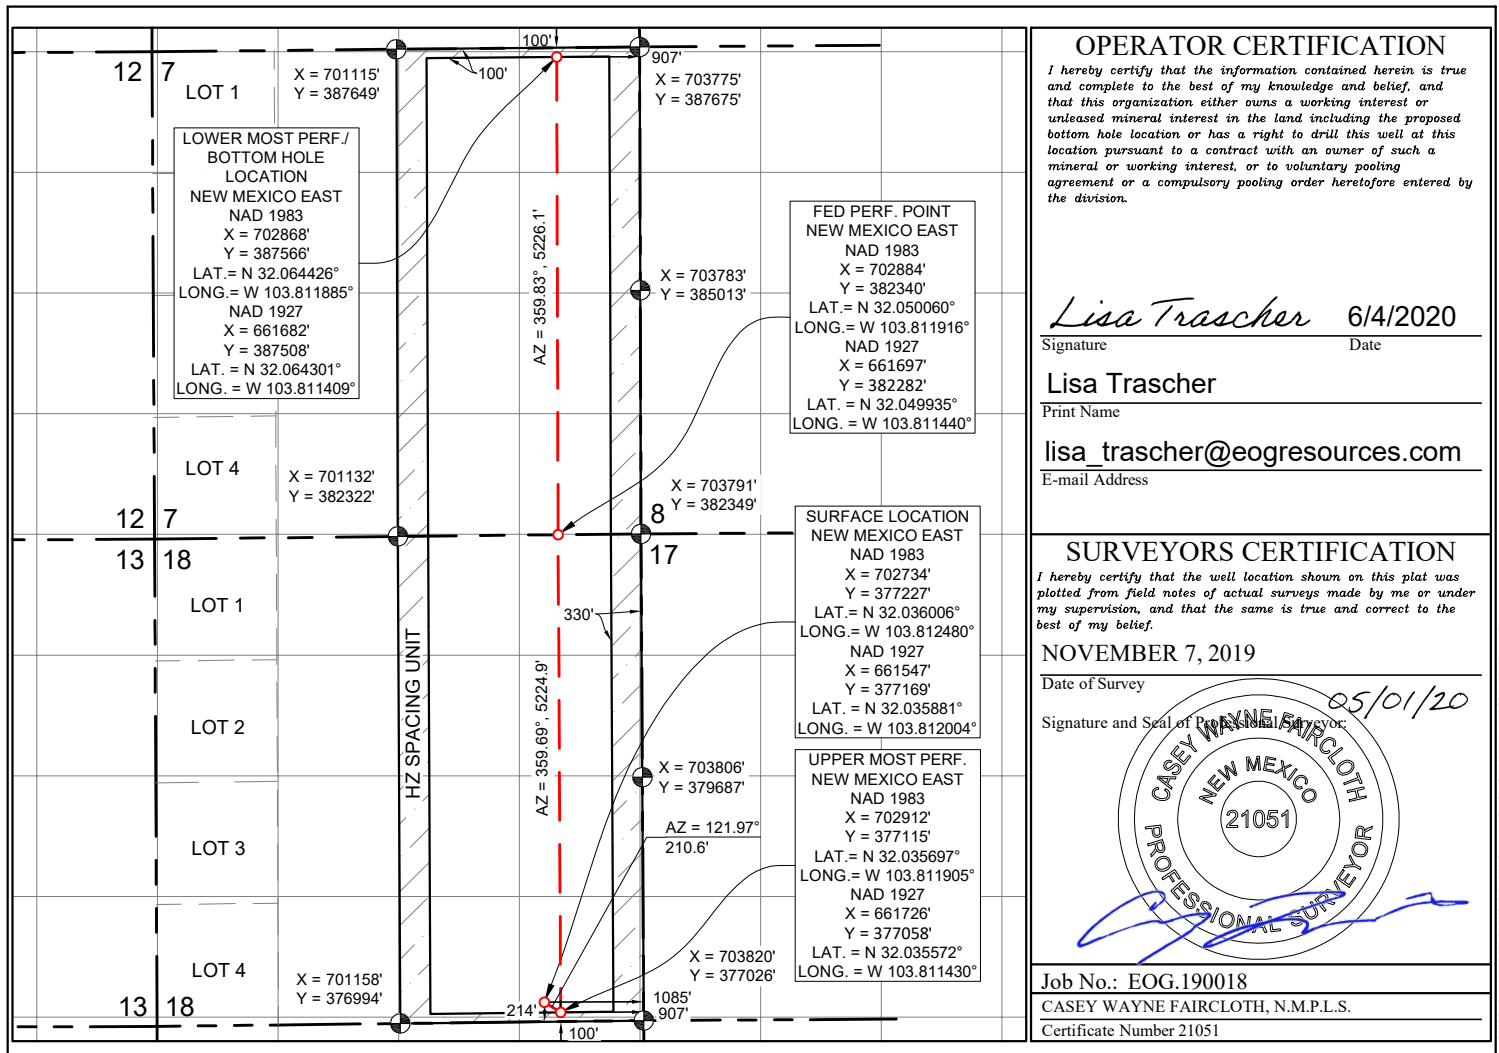 100'
907'
100'
12 7
LOT 1
X = 701115'
Y = 387649'
X = 703775'
Y = 387675'
LOWER MOST PERF./
BOTTOM HOLE
LOCATION
NEW MEXICO EAST
NAD 1983
X = 702868'
Y = 387566'
LAT.= N 32.064426°
LONG.= W 103.811885°
NAD 1927
X = 661682'
Y = 387508'
LAT. = N 32.064301°
LONG. = W 103.811409°
AZ = 359.83°, 5226.1'
X = 703783'
Y = 385013'
FED PERF. POINT
NEW MEXICO EAST
NAD 1983
X = 702884'
Y = 382340'
LAT.= N 32.050060°
LONG.= W 103.811916°
NAD 1927
X = 661697'
Y = 382282'
LAT. = N 32.049935°
LONG. = W 103.811440°
LOT 4
X = 701132'
Y = 382322'
X = 703791'
Y = 382349'
12 7
8
13 18
17
LOT 1
330'
SURFACE LOCATION
NEW MEXICO EAST
NAD 1983
X = 702734'
Y = 377227'
LAT.= N 32.036006°
LONG.= W 103.812480°
NAD 1927
X = 661547'
Y = 377169'
LAT. = N 32.035881°
LONG. = W 103.812004°
HZ SPACING UNIT
AZ = 359.69°, 5224.9'
LOT 2
X = 703806'
Y = 379687'
AZ = 121.97°
210.6'
LOT 3
UPPER MOST PERF.
NEW MEXICO EAST
NAD 1983
X = 702912'
Y = 377115'
LAT.= N 32.035697°
LONG.= W 103.811905°
NAD 1927
X = 661726'
Y = 377058'
LAT. = N 32.035572°
LONG. = W 103.811430°
LOT 4
X = 701158'
Y = 376994'
X = 703820'
Y = 377026'
13 18
214'
1085'
907'
100'
OPERATOR CERTIFICATION
I hereby certify that the information contained herein is true
and complete to the best of my knowledge and belief, and
that this organization either owns a working interest or
unleased mineral interest in the land including the proposed
bottom hole location or has a right to drill this well at this
location pursuant to a contract with an owner of such a
mineral or working interest, or to voluntary pooling
agreement or a compulsory pooling order heretofore entered by
the division.
Lisa Trascher 6/4/2020
Signature Date
Lisa Trascher
Print Name
lisa_trascher@eogresources.com
E-mail Address
SURVEYORS CERTIFICATION
I hereby certify that the well location shown on this plat was
plotted from field notes of actual surveys made by me or under
my supervision, and that the same is true and correct to the
best of my belief.
NOVEMBER 7, 2019
Date of Survey
05/01/20
Signature and Seal of Professional Surveyor:
CASEY WAYNE FAIRCLOTH
NEW MEXICO
21051
PROFESSIONAL SURVEYOR
Job No.: EOG.190018
CASEY WAYNE FAIRCLOTH, N.M.P.L.S.
Certificate Number 21051